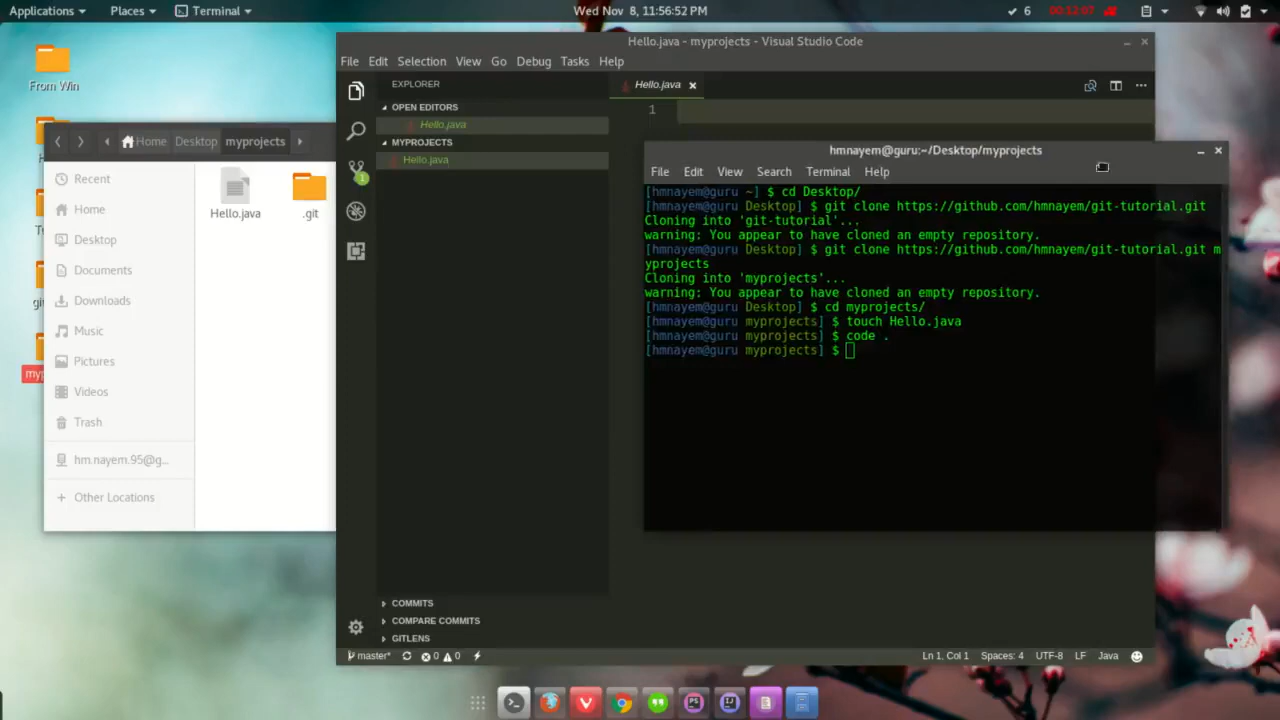 Applications
Places
Terminal
Wed Nov 8, 11:56:52 PM
6
00:12:07
From Win
Home
Desktop
myprojects
Recent
Home
Desktop
Documents
Downloads
Music
Pictures
Videos
Trash
hm.nayem.95@g...
Other Locations
Hello.java
.git
Hello.java - myprojects - Visual Studio Code
File Edit Selection View Go Debug Tasks Help
EXPLORER
OPEN EDITORS
Hello.java
MYPROJECTS
Hello.java
1
COMMITS
COMPARE COMMITS
GITLENS
Hello.java
1
master*
0
0
Ln 1, Col 1
Spaces: 4
UTF-8
LF
Java
hmnayem@guru:~/Desktop/myprojects
File Edit View Search Terminal Help
[hmnayem@guru ~] $ cd Desktop/
[hmnayem@guru Desktop] $ git clone https://github.com/hmnayem/git-tutorial.git
Cloning into 'git-tutorial'...
warning: You appear to have cloned an empty repository.
[hmnayem@guru Desktop] $ git clone https://github.com/hmnayem/git-tutorial.git m
yprojects
Cloning into 'myprojects'...
warning: You appear to have cloned an empty repository.
[hmnayem@guru Desktop] $ cd myprojects/
[hmnayem@guru myprojects] $ touch Hello.java
[hmnayem@guru myprojects] $ code .
[hmnayem@guru myprojects] $
PS
IJ